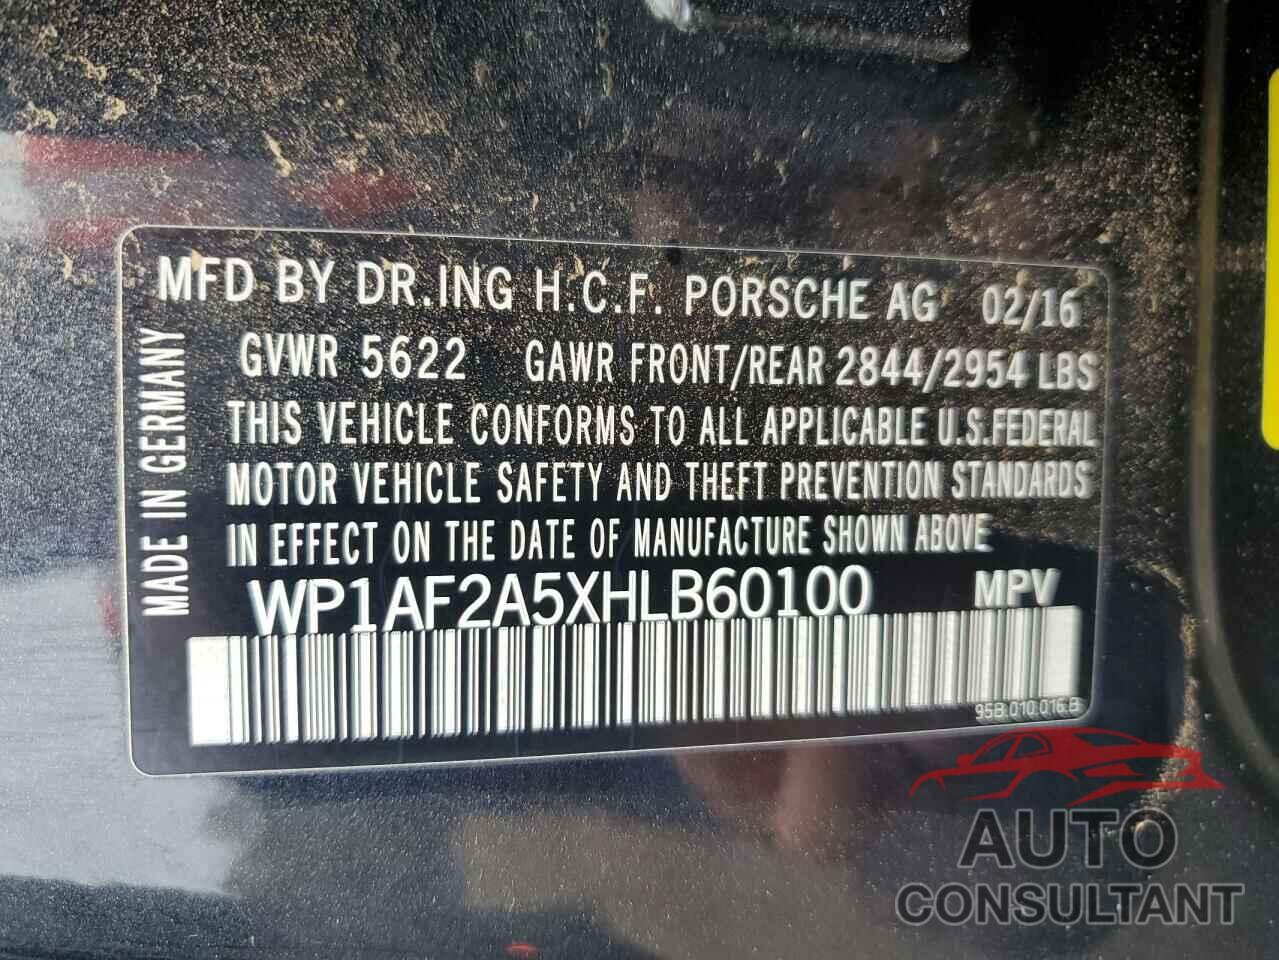 MFD BY DR.ING H.C.F. PORSCHE AG 02/16
GVWR 5622 GAWR FRONT/REAR 2844/2954 LBS
THIS VEHICLE CONFORMS TO ALL APPLICABLE U.S.FEDERAL
MOTOR VEHICLE SAFETY AND THEFT PREVENTION STANDARDS
IN EFFECT ON THE DATE OF MANUFACTURE SHOWN ABOVE
WP1AF2A5XHLB60100 MPV
95B.010.016.B
MADE IN GERMANY
AUTO
CONSULTANT